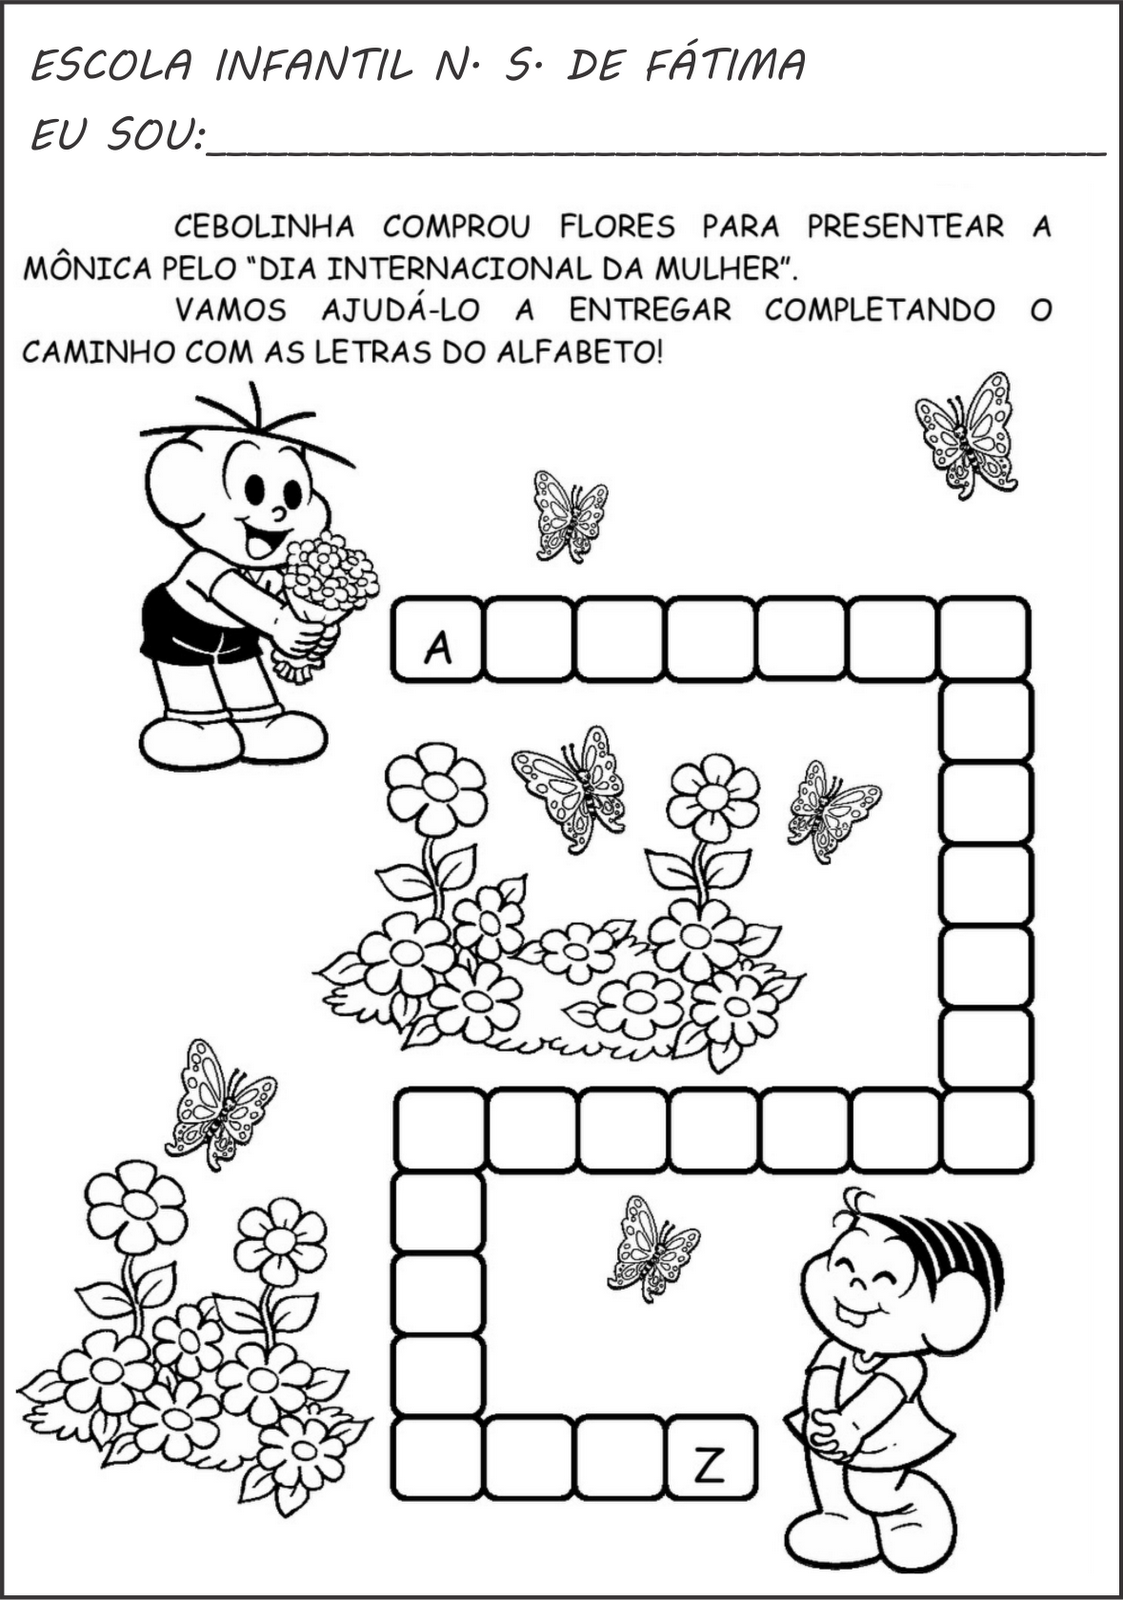 ESCOLA INFANTIL N. S. DE FÁTIMA
EU SOU:____________________________________________
CEBOLINHA COMPROU FLORES PARA PRESENTEAR A
MÔNICA PELO "DIA INTERNACIONAL DA MULHER".
VAMOS AJUDÁ-LO A ENTREGAR COMPLETANDO O
CAMINHO COM AS LETRAS DO ALFABETO!
A
Z